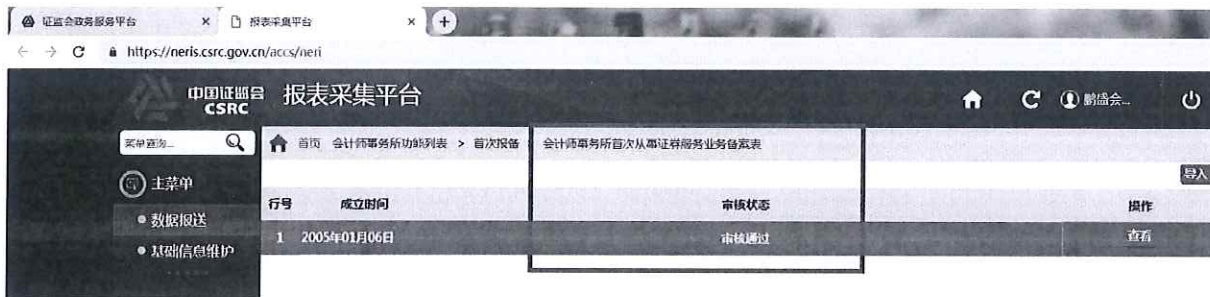 证监会政务服务平台 × 报表采集平台 × +
https://neris.csrc.gov.cn/accs/neri
中国证监会
CSRC
报表采集平台
鹏盛会...
菜单查询...
首页 会计师事务所功能列表 > 首次报备
会计师事务所首次从事证券服务业务备案表
主菜单
导入
行号 成立时间 审核状态 操作
数据报送
1 2005年01月06日 审核通过 查看
基础信息维护